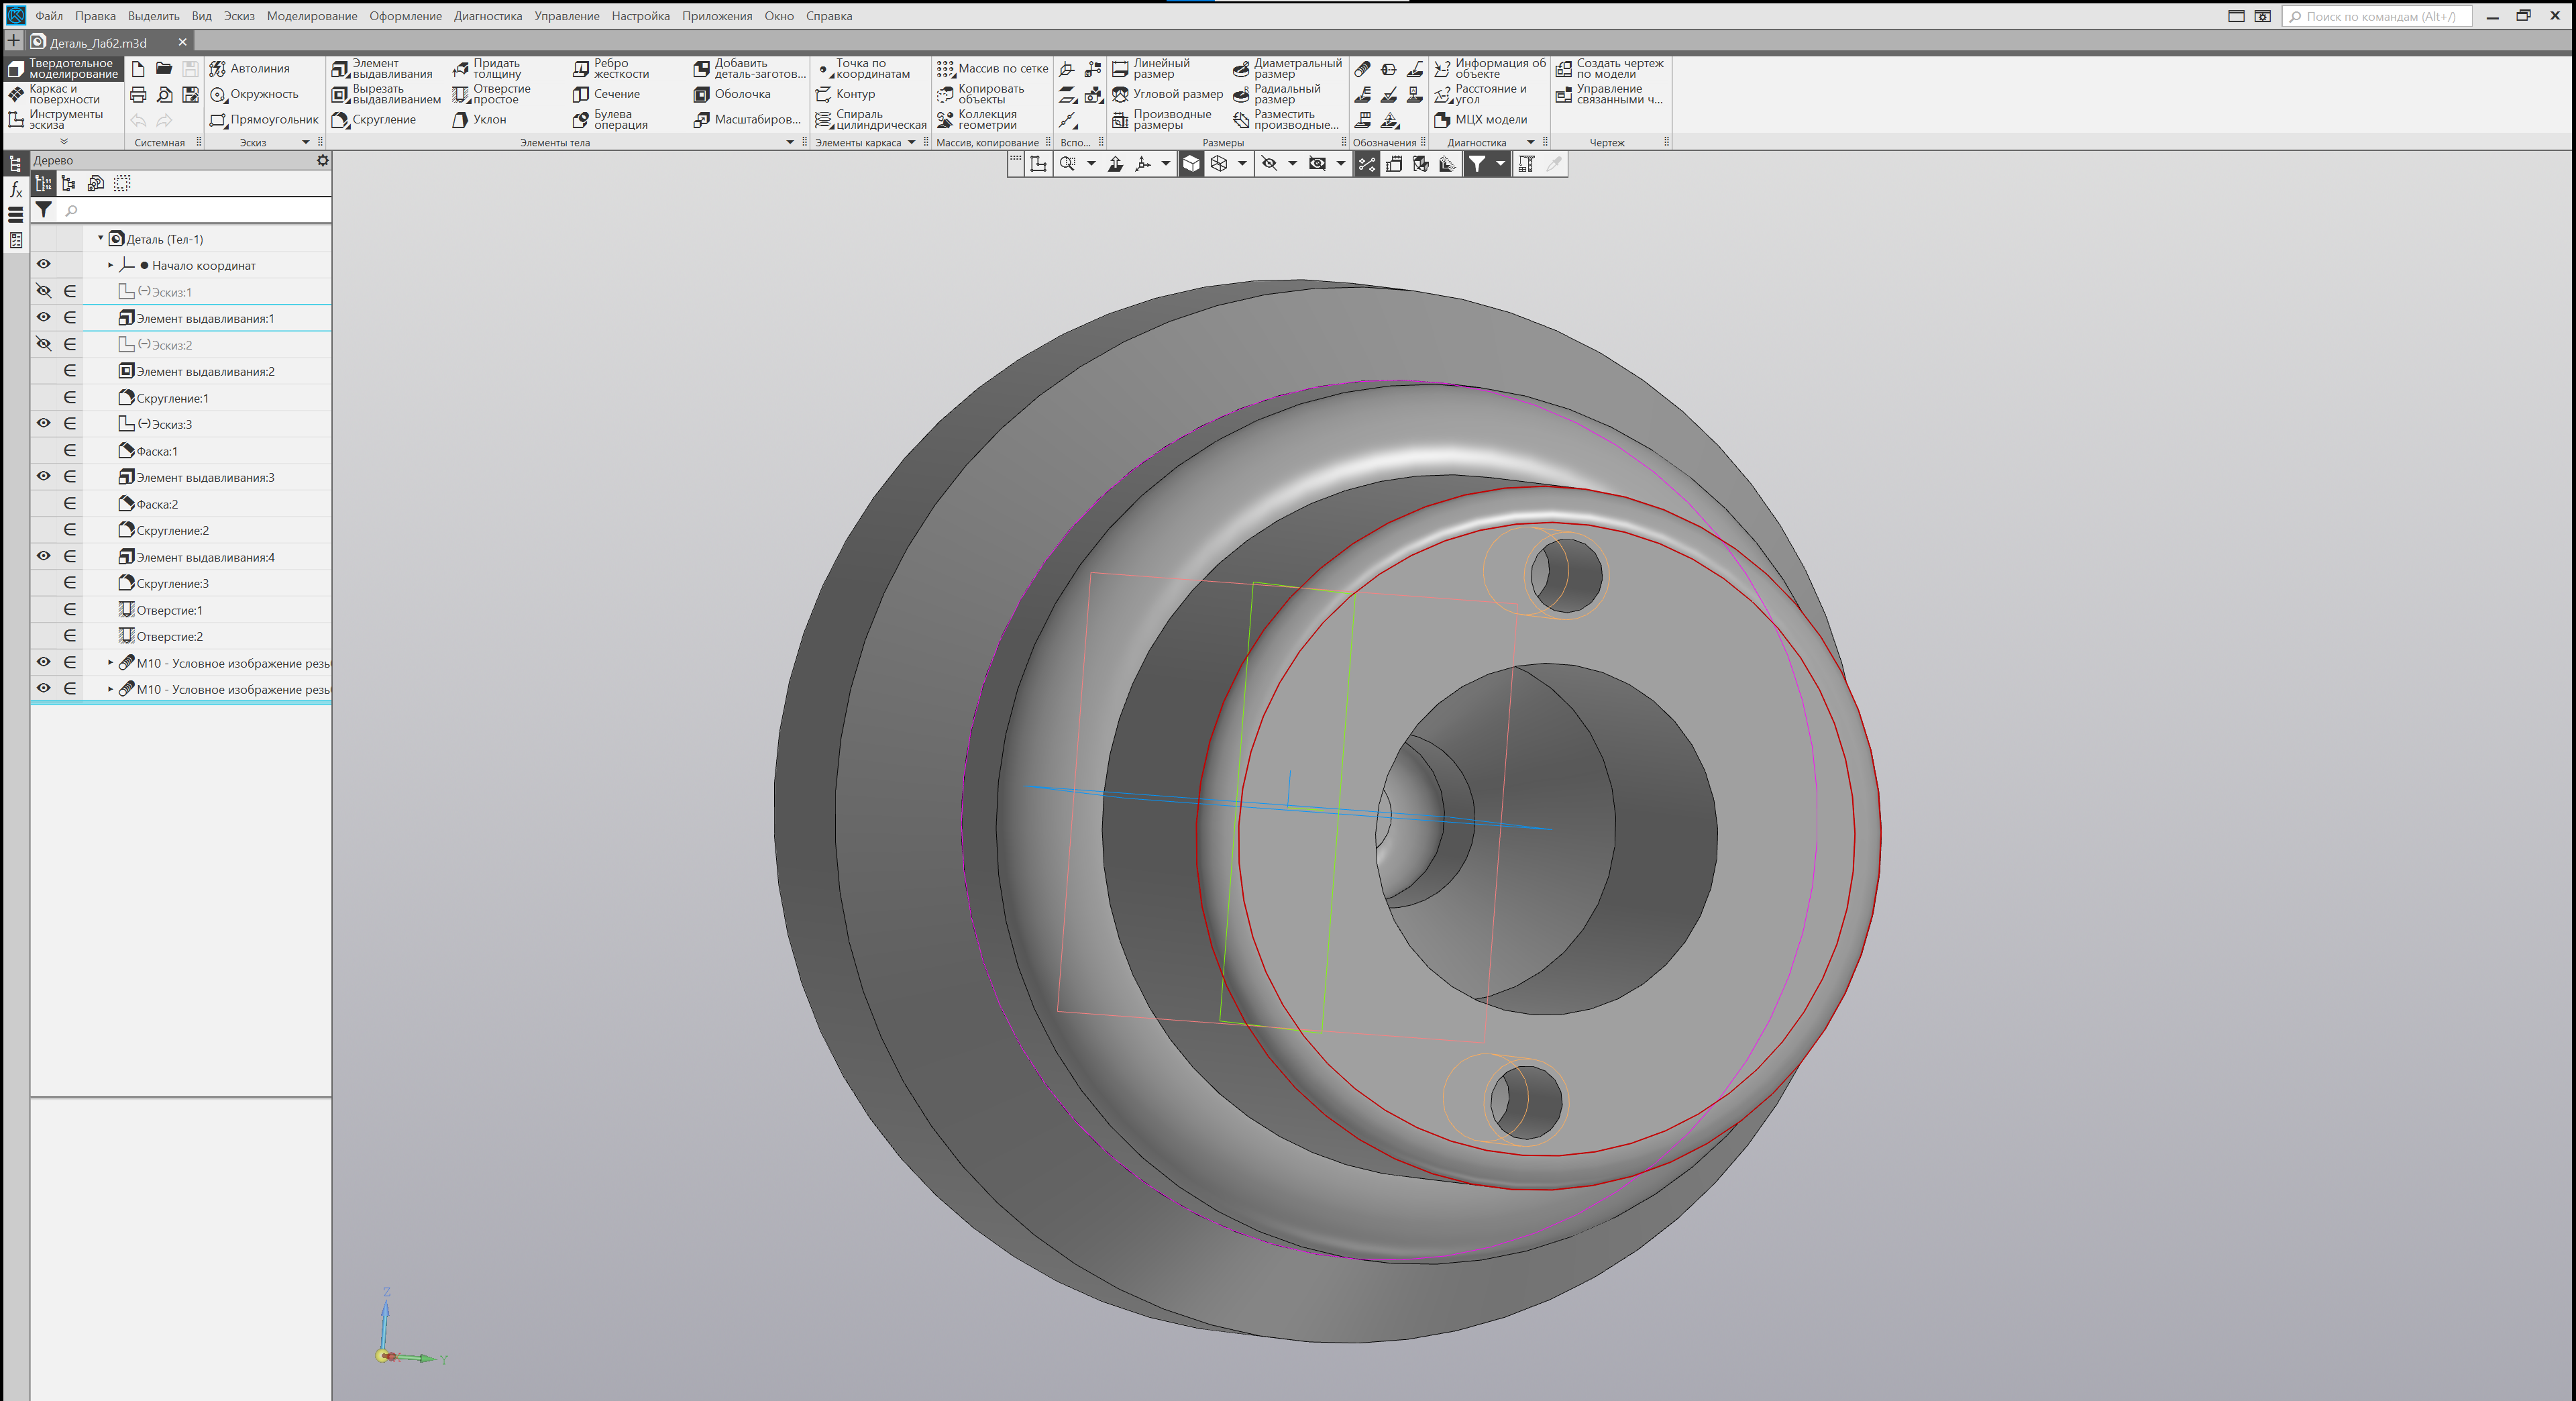 Файл Правка Выделить Вид Эскиз Моделирование Оформление Диагностика Управление Настройка Приложения Окно Справка
Поиск по командам (Alt+/)
Деталь_Лаб2.m3d
Твердотельное моделирование
Каркас и поверхности
Инструменты эскиза
Системная
Автолиния
Окружность
Прямоугольник
Эскиз
Элемент выдавливания
Вырезать выдавливанием
Скругление
Придать толщину
Отверстие простое
Уклон
Ребро жесткости
Сечение
Булева операция
Добавить деталь-заготов...
Оболочка
Масштабиров...
Элементы тела
Точка по координатам
Контур
Спираль цилиндрическая
Элементы каркаса
Массив по сетке
Копировать объекты
Коллекция геометрии
Массив, копирование
Вспо...
Линейный размер
Угловой размер
Производные размеры
Диаметральный размер
Радиальный размер
Разместить производные...
Размеры
Обозначения
Информация об объекте
Расстояние и угол
МЦХ модели
Диагностика
Создать чертеж по модели
Управление связанными ч...
Чертеж
Дерево
Деталь (Тел-1)
Начало координат
(-)Эскиз:1
Элемент выдавливания:1
(-)Эскиз:2
Элемент выдавливания:2
Скругление:1
(-)Эскиз:3
Фаска:1
Элемент выдавливания:3
Фаска:2
Скругление:2
Элемент выдавливания:4
Скругление:3
Отверстие:1
Отверстие:2
М10 - Условное изображение резь
М10 - Условное изображение резь
Z
Y